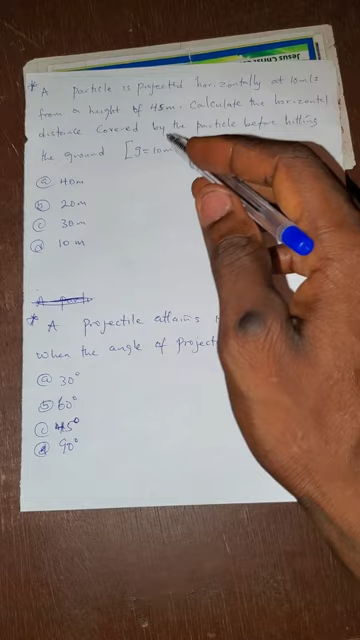 Jesus Christ
* A particle is projected horizontally at 10m/s
from a height of 45m. Calculate the horizontal
distance covered by the particle before hitting
the ground [g=10m
(a) 40m
(b) 20m
(c) 30m
(d) 10m
* A projectile attains
when the angle of project
(a) 30°
(b) 60°
(c) 45°
(d) 90°